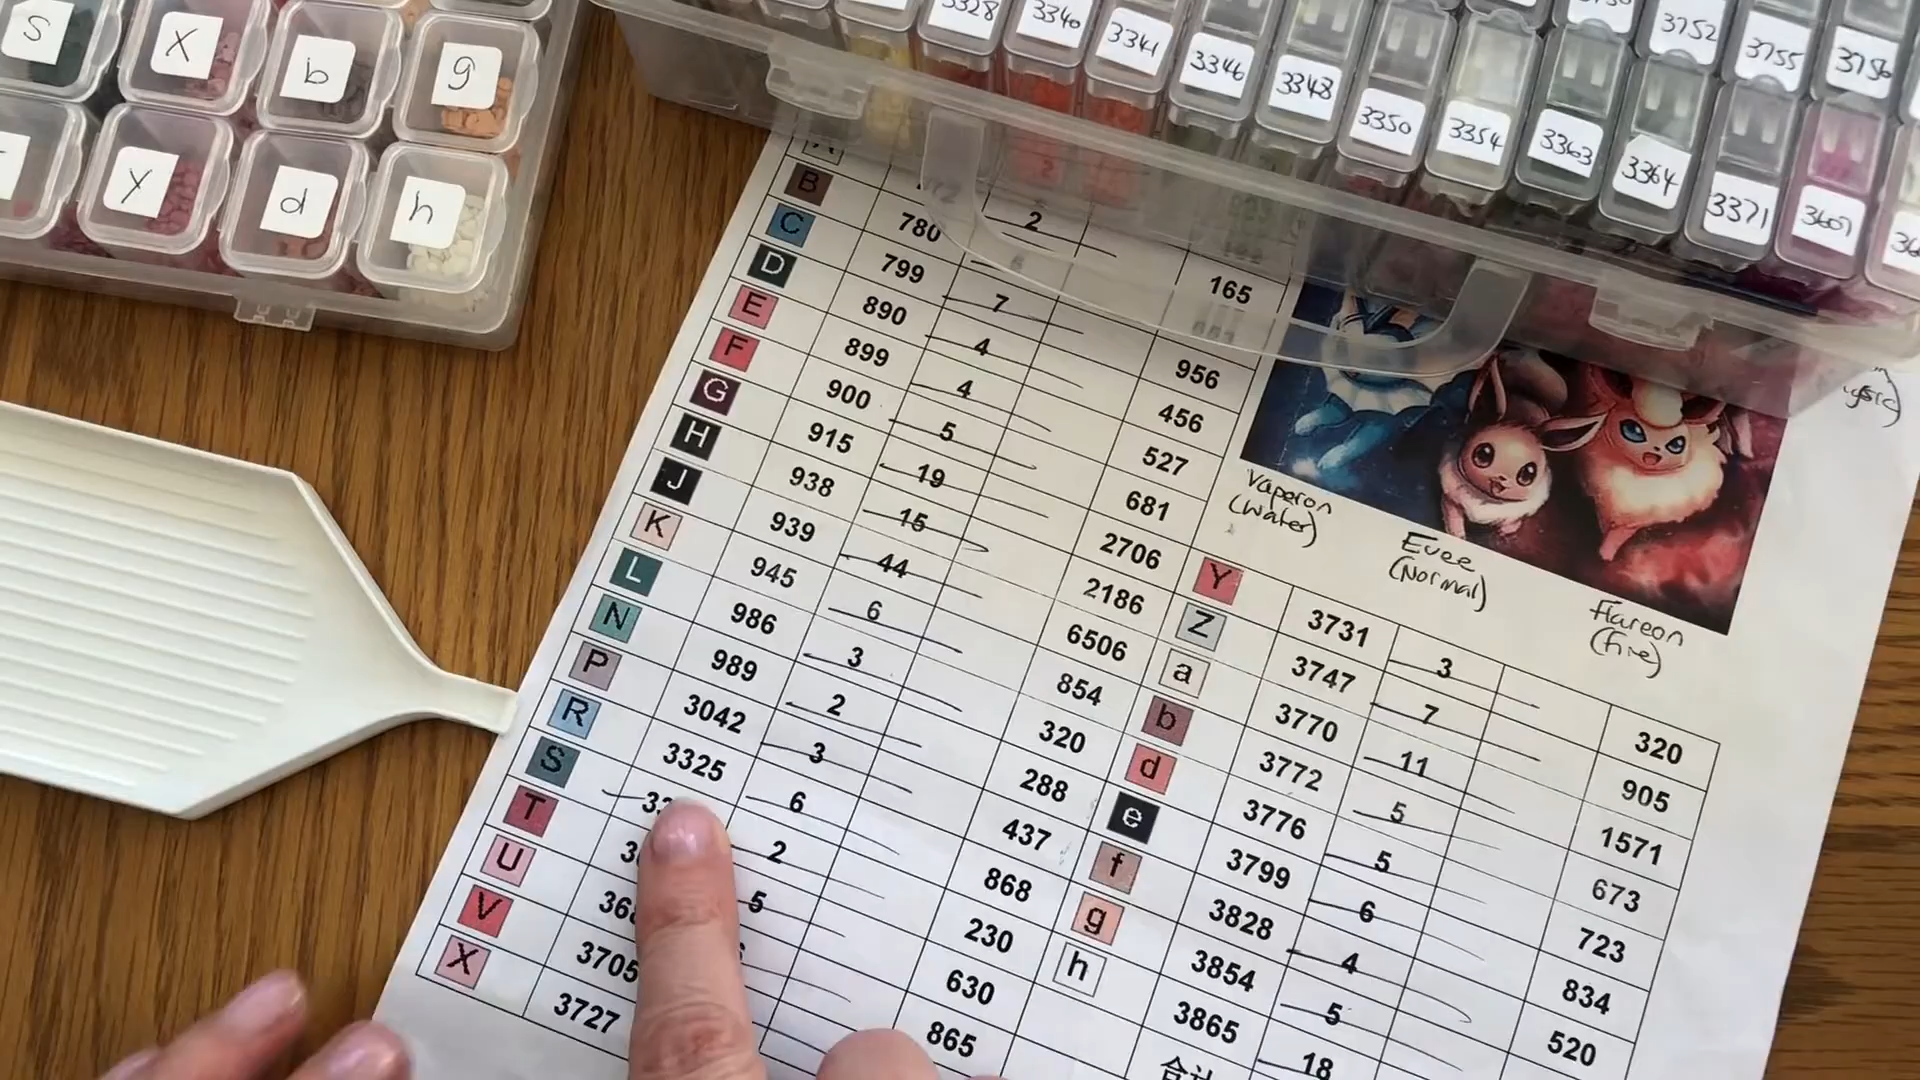 S
X
b
g
y
d
h
3328
3340
3341
3346
3348
3350
3354
3363
3364
3371
3607
3752
3755
3756
A 2 165
B 780
C 799 7 956
D 890 4 456
E 899 4 527
F 900 5 681
G 915 19 2706
H 938 15 2186
J 939 44 6506
K 945 6 854
L 986 3 320
N 989 2 288
P 3042 3 437
R 3325 6 868
S 2 230
T 5 630
U 865
V 3705
X 3727
Vaperon
(Water)
Evee
(Normal)
Flareon
(Fire)
Y 3731 3 320
Z 3747 7 905
a 3770 11 1571
b 3772 5 673
d 3776 5 723
e 3799 6 834
f 3828 4 520
g 3854 5
h 3865 18
合计